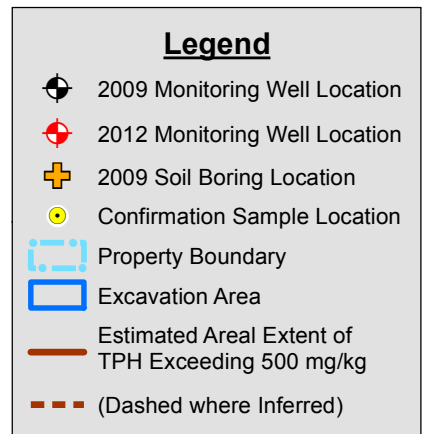 Legend
2009 Monitoring Well Location
2012 Monitoring Well Location
2009 Soil Boring Location
Confirmation Sample Location
Property Boundary
Excavation Area
Estimated Areal Extent of
TPH Exceeding 500 mg/kg
(Dashed where Inferred)